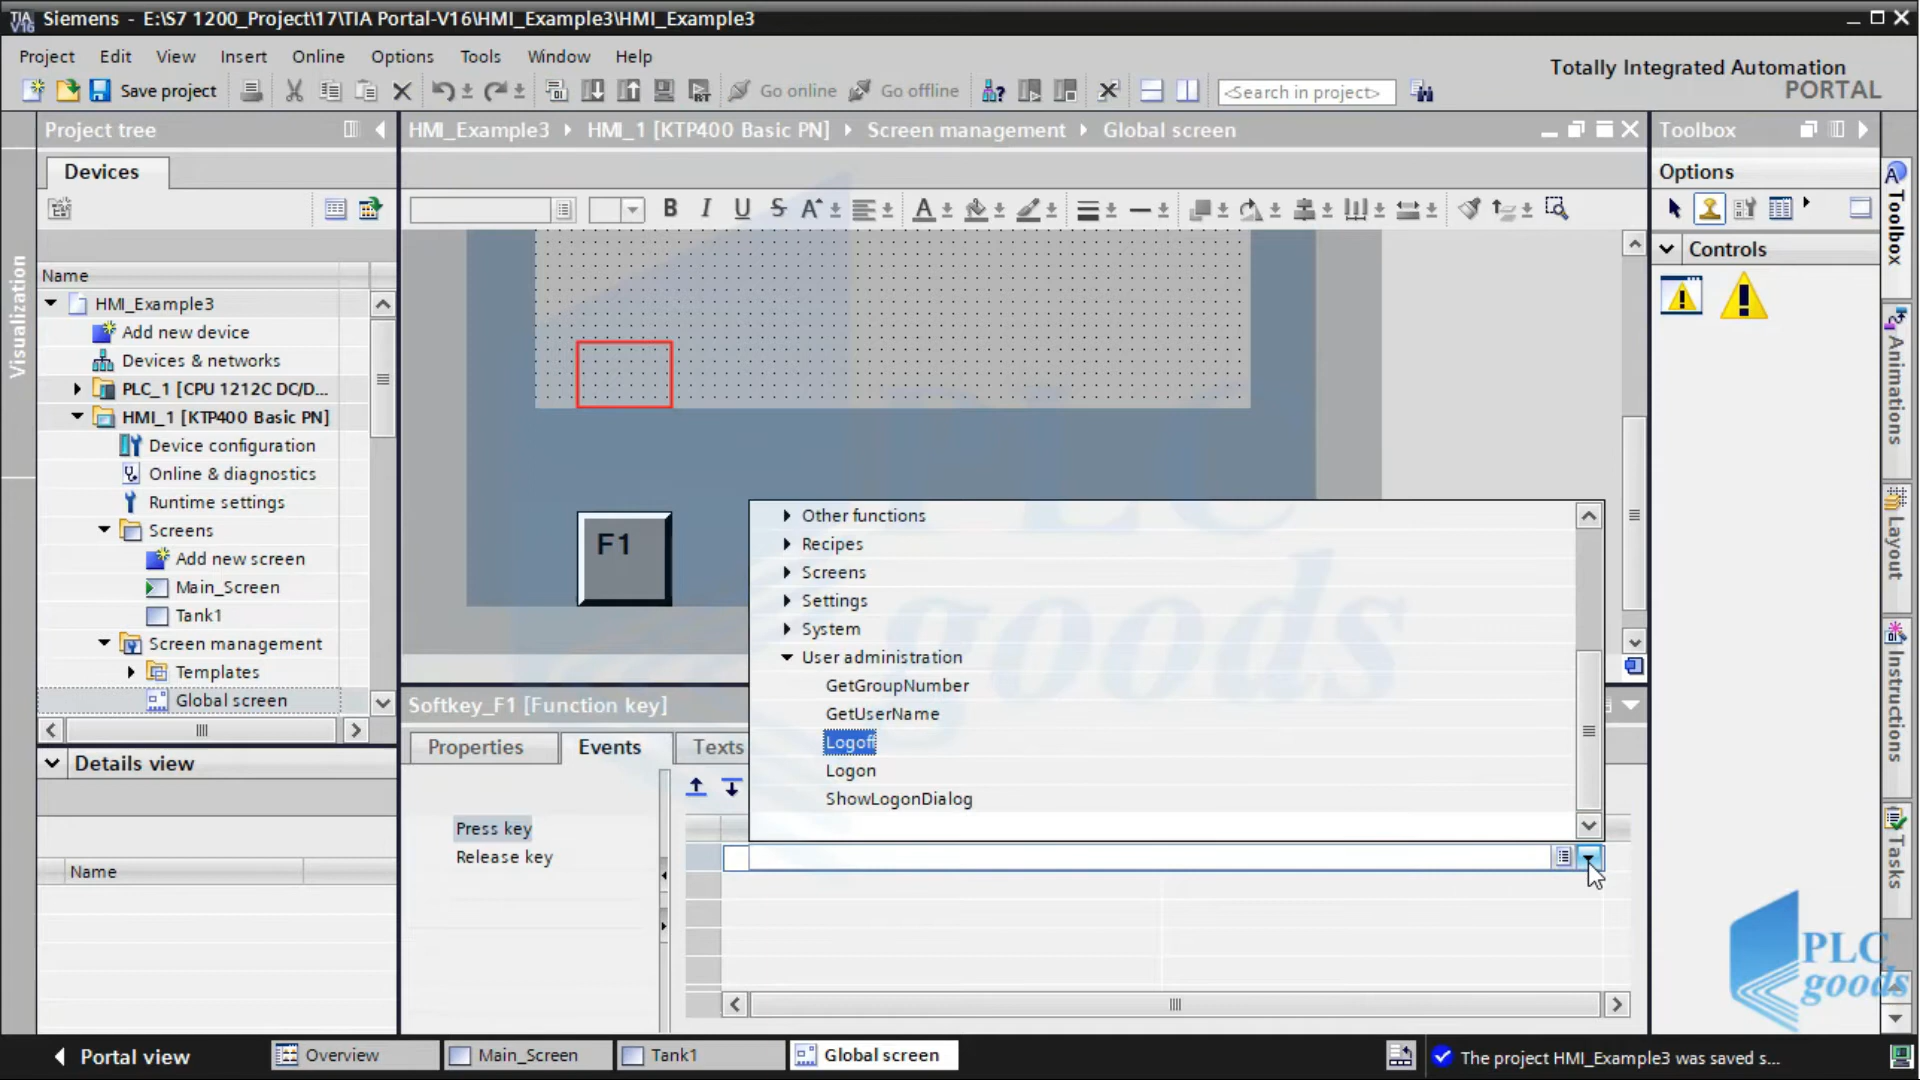 Siemens - E:\S7 1200_Project\17\TIA Portal-V16\HMI_Example3\HMI_Example3
TIA
V16
Project Edit View Insert Online Options Tools Window Help
Totally Integrated Automation
PORTAL
Save project
Go online
Go offline
<Search in project>
Project tree
HMI_Example3 HMI_1 [KTP400 Basic PN] Screen management Global screen
Toolbox
Devices
Options
B I U S A
Controls
Name
HMI_Example3
Add new device
Devices & networks
PLC_1 [CPU 1212C DC/D...
HMI_1 [KTP400 Basic PN]
Device configuration
Online & diagnostics
Runtime settings
Screens
Add new screen
Main_Screen
Tank1
Screen management
Templates
Global screen
Visualization
F1
PLC
goods
Other functions
Recipes
Screens
Settings
System
User administration
GetGroupNumber
GetUserName
Logoff
Logon
ShowLogonDialog
Softkey_F1 [Function key]
Properties
Events
Texts
Press key
Release key
Details view
Name
Toolbox
Animations
Layout
Instructions
Tasks
PLC
goods
Portal view
Overview
Main_Screen
Tank1
Global screen
The project HMI_Example3 was saved s...